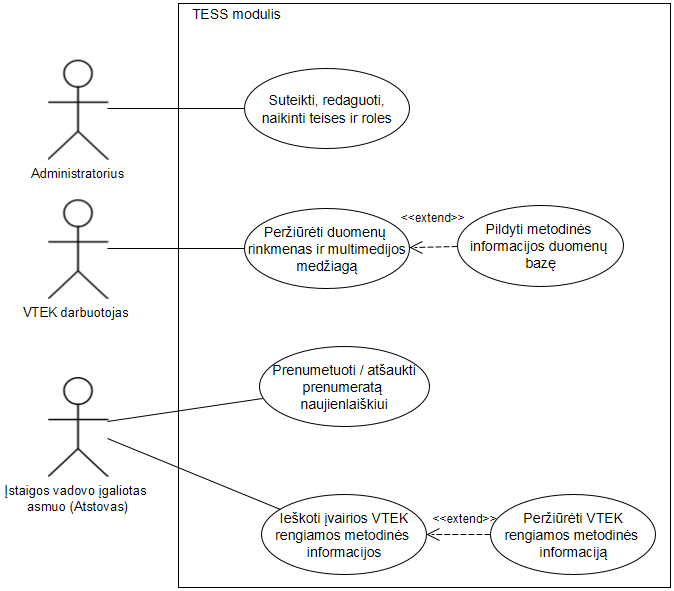 TESS modulis
Suteikti, redaguoti,
naikinti teises ir roles
Administratorius
Peržiūrėti duomenų
rinkmenas ir multimedijos
medžiagą
<<extend>>
Pildyti metodinės
informacijos duomenų
bazę
VTEK darbuotojas
Prenumetuoti / atšaukti
prenumeratą
naujienlaiškiui
Įstaigos vadovo įgaliotas
asmuo (Atstovas)
Ieškoti įvairios VTEK
rengiamos metodinės
informacijos
<<extend>>
Peržiūrėti VTEK
rengiamos metodinės
informaciją